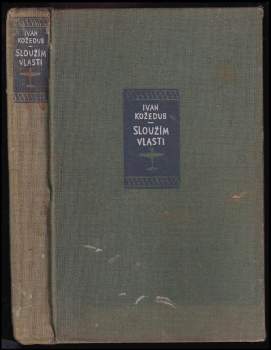 IVAN
KOŽEDUB
SLOUŽÍM
VLASTI
IVAN
KOŽEDUB
SLOUŽÍM
VLASTI